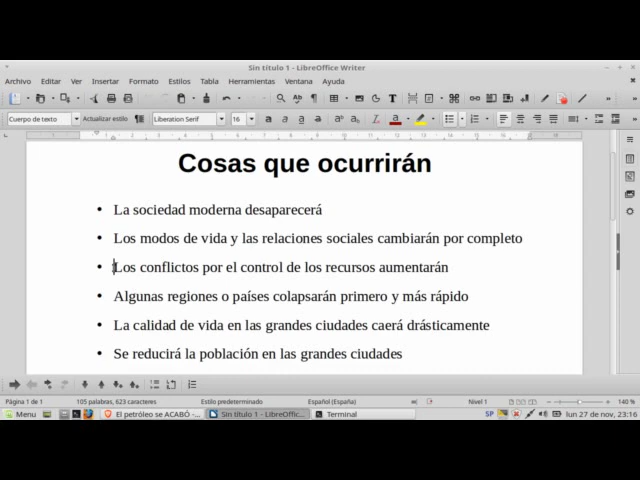 Sin título 1 - LibreOffice Writer
Archivo Editar Ver Insertar Formato Estilos Tabla Herramientas Ventana Ayuda
Cuerpo de texto Actualizar estilo Liberation Serif 16
Cosas que ocurrirán
• La sociedad moderna desaparecerá
• Los modos de vida y las relaciones sociales cambiarán por completo
• Los conflictos por el control de los recursos aumentarán
• Algunas regiones o países colapsarán primero y más rápido
• La calidad de vida en las grandes ciudades caerá drásticamente
• Se reducirá la población en las grandes ciudades
Página 1 de 1 105 palabras, 623 caracteres Estilo predeterminado Español (España) Nivel 1 140 %
Menu El petróleo se ACABÓ -... Sin título 1 - LibreOffic... Terminal SP lun 27 de nov, 23:16